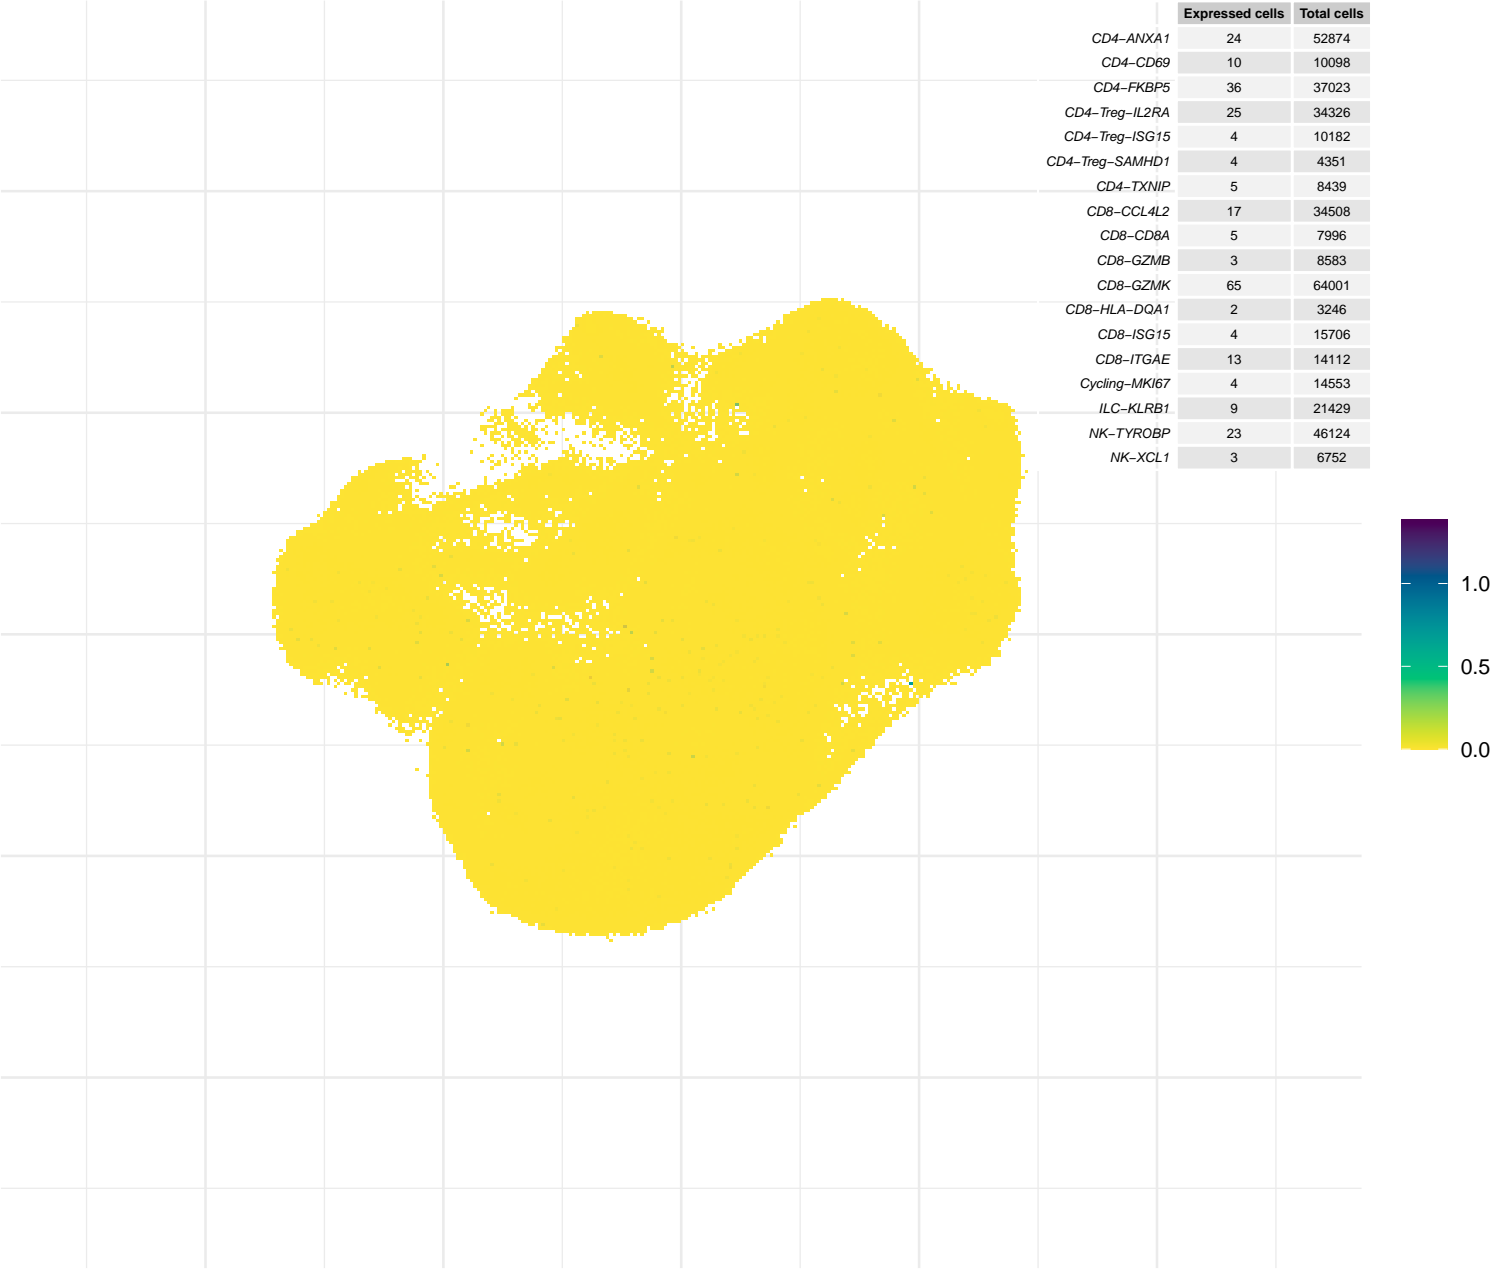 Expressed cells Total cells
CD4−ANXA1 24 52874
CD4−CD69 10 10098
CD4−FKBP5 36 37023
CD4−Treg−IL2RA 25 34326
CD4−Treg−ISG15 4 10182
CD4−Treg−SAMHD1 4 4351
CD4−TXNIP 5 8439
CD8−CCL4L2 17 34508
CD8−CD8A 5 7996
CD8−GZMB 3 8583
CD8−GZMK 65 64001
CD8−HLA−DQA1 2 3246
CD8−ISG15 4 15706
CD8−ITGAE 13 14112
Cycling−MKI67 4 14553
ILC−KLRB1 9 21429
NK−TYROBP 23 46124
NK−XCL1 3 6752
1.0
0.5
0.0